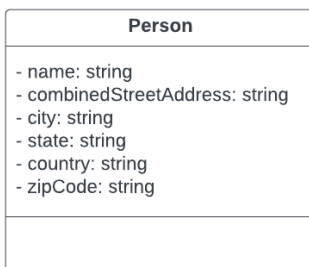 Person
- name: string
- combinedStreetAddress: string
- city: string
- state: string
- country: string
- zipCode: string